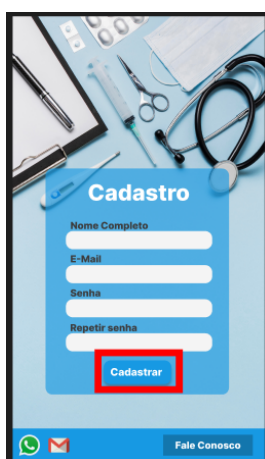 Cadastro
Nome Completo
E-Mail
Senha
Repetir senha
Cadastrar
Fale Conosco